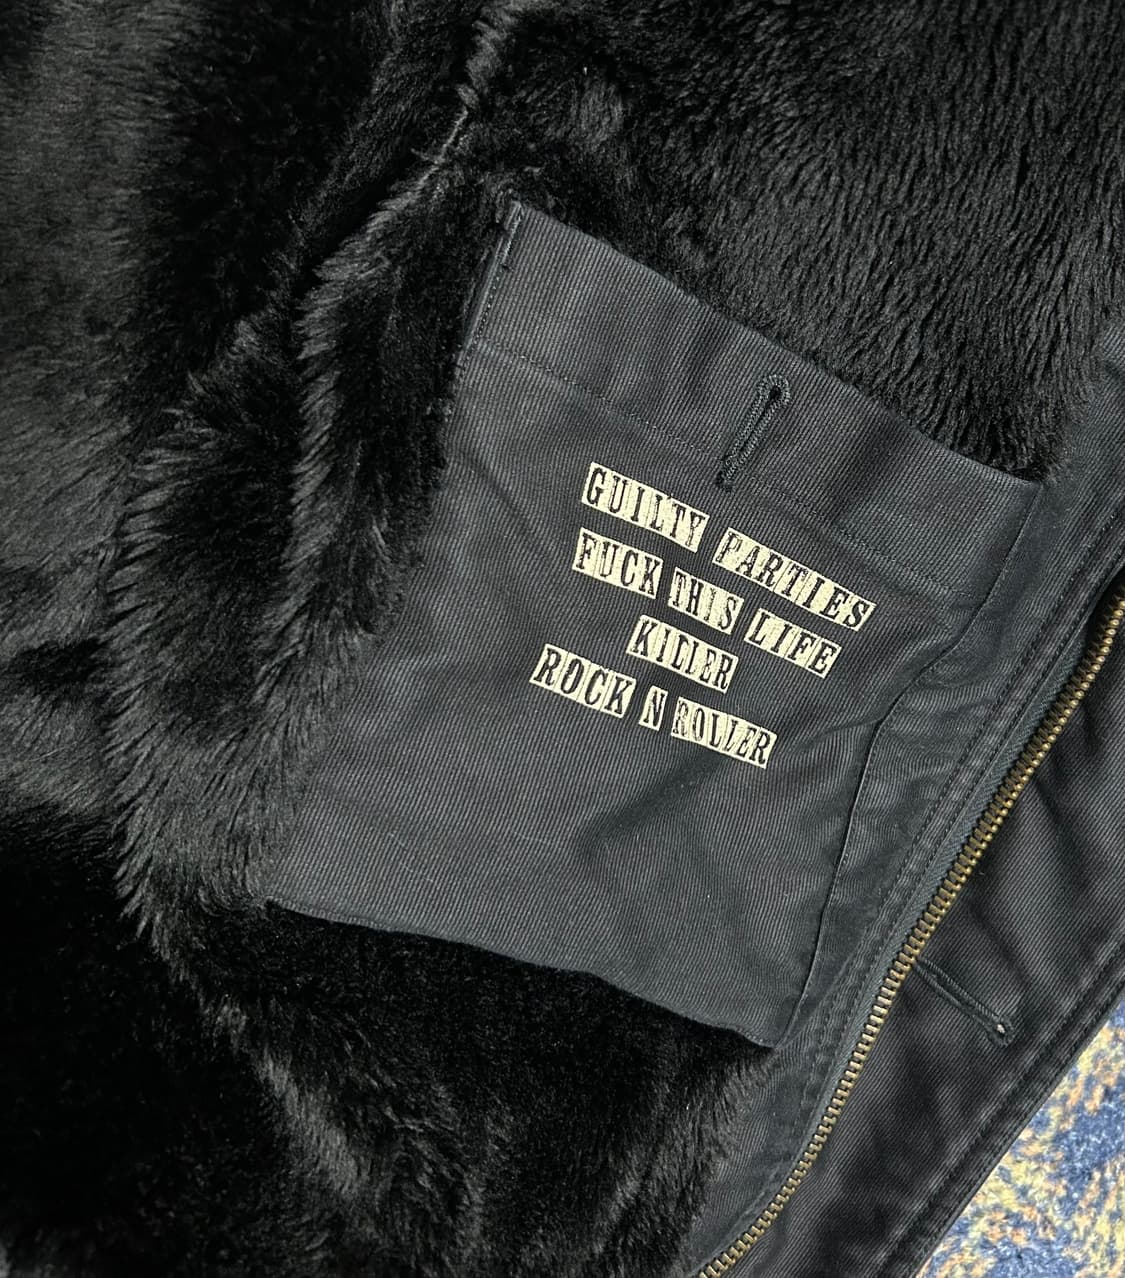 GUILTY PARTIES
FUCK THIS LIFE
KILLER
ROCK N ROLLER